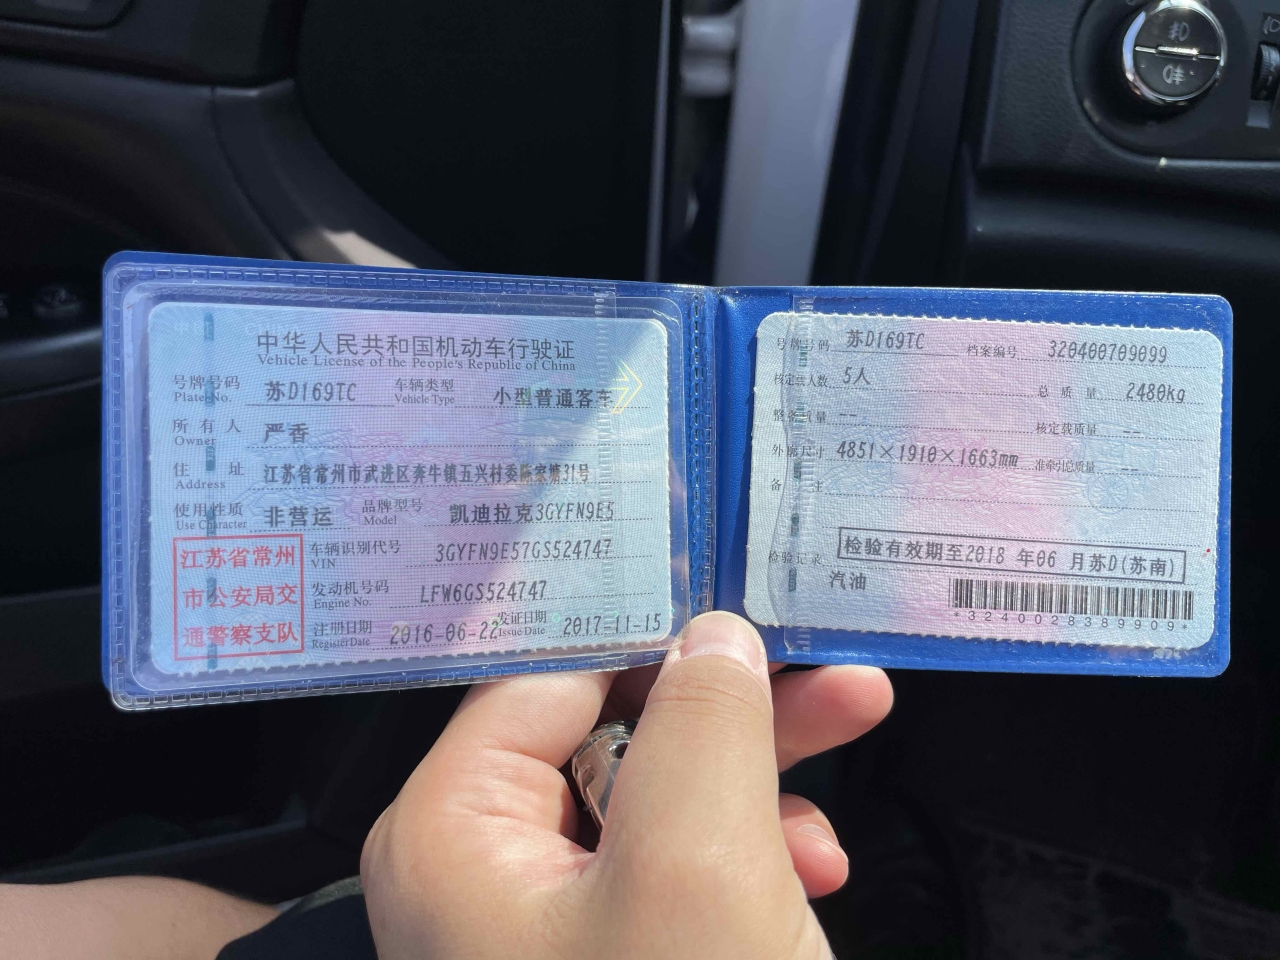 中华人民共和国机动车行驶证
Vehicle License of the People's Republic of China
号牌号码 苏D169TC 车辆类型 小型普通客车
Plate No. Vehicle Type
所有人 严香
Owner
住址 江苏省常州市武进区奔牛镇五兴村委陈家塘31号
Address
使用性质 非营运 品牌型号 凯迪拉克3GYFN9E5
Use Character Model
江苏省常州
市公安局交
通警察支队
车辆识别代号 3GYFN9E57GS524747
VIN
发动机号码 LFW6GS524747
Engine No.
注册日期 2016-06-22 发证日期 2017-11-15
Register Date Issue Date
号牌号码 苏D169TC 档案编号 320400709099
核定载人数 5人 总质量 2480kg
整备质量 -- 核定载质量 --
外廓尺寸 4851×1910×1663mm 准牵引总质量 --
备注
检验记录 检验有效期至2018年06月苏D(苏南)
汽油
*3240028389909*